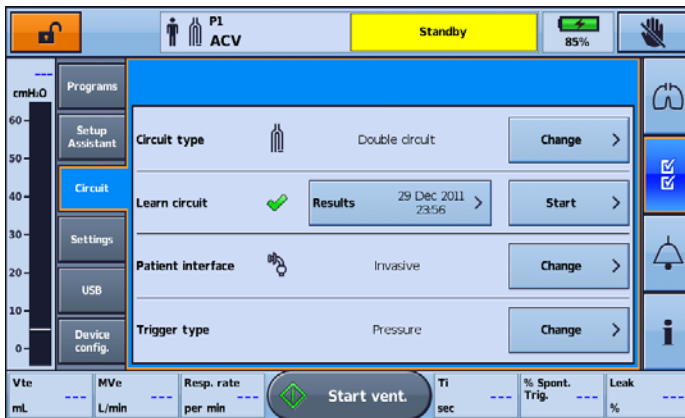 P1
ACV
Standby
85%
---
cmH₂O
60
50
40
30
20
10
0
Programs
Setup
Assistant
Circuit
Settings
USB
Device
config.
Circuit type
Double circuit
Change >
Learn circuit
Results
29 Dec 2011
23:56
>
Start >
Patient interface
Invasive
Change >
Trigger type
Pressure
Change >
i
Vte
---
mL
MVe
---
L/min
Resp. rate
---
per min
Start vent.
Ti
---
sec
% Spont.
Trig.
---
Leak
---
%